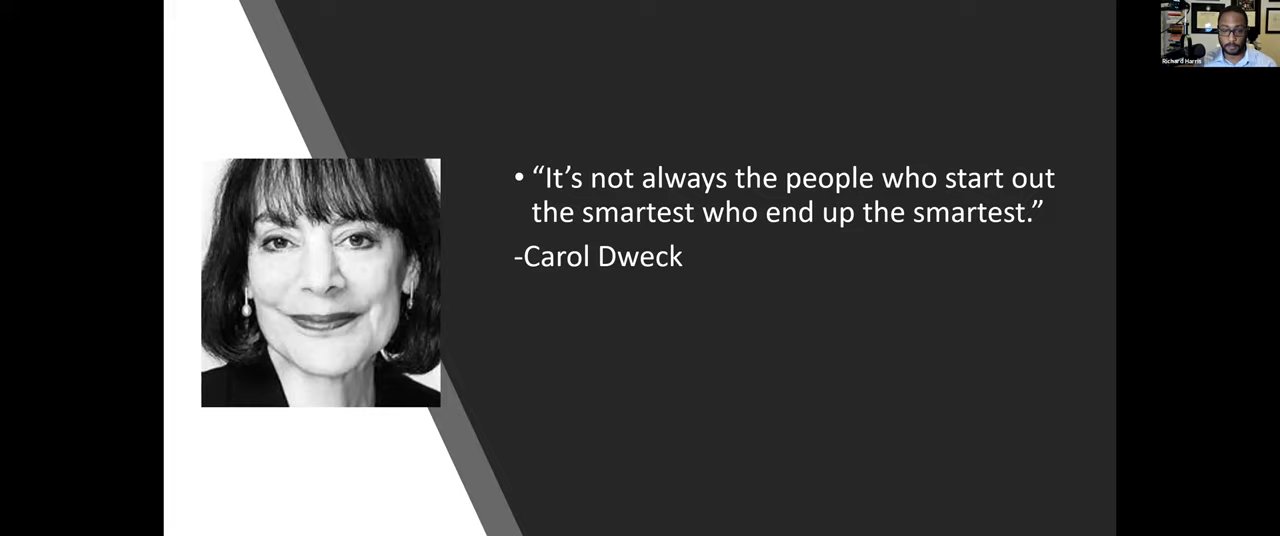 • “It’s not always the people who start out
the smartest who end up the smartest.”
-Carol Dweck
Richard Harris